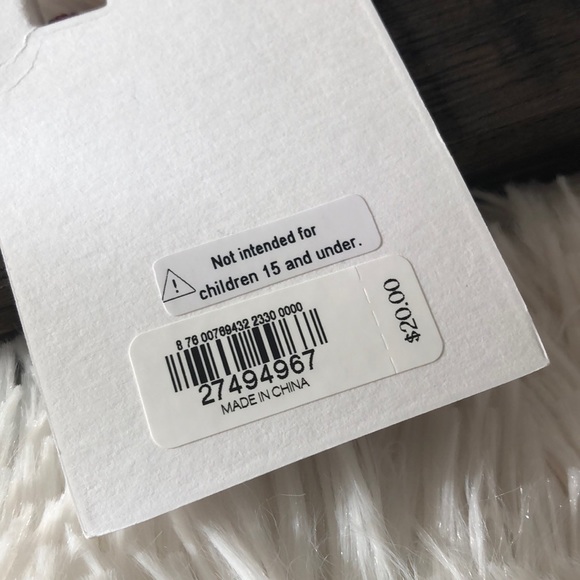 Not intended for
children 15 and under.
8 76 00769432 2330 0000
27494967
MADE IN CHINA
$20.00